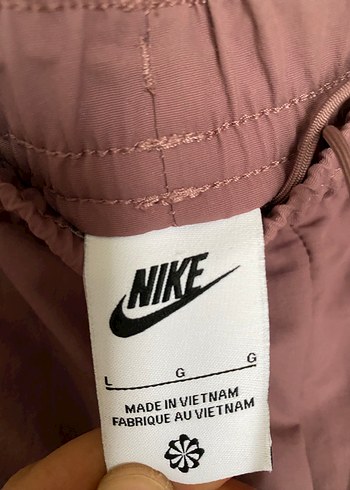 NIKE
L G G
MADE IN VIETNAM
FABRIQUE AU VIETNAM